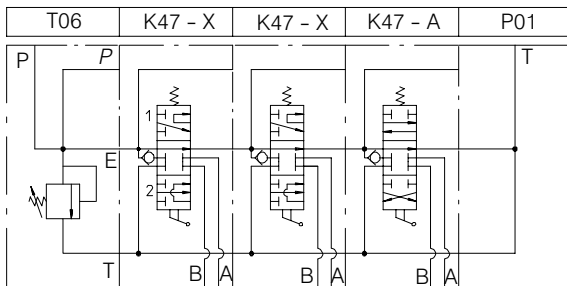 T06 K47 - X K47 - X K47 - A P01
P P T
1
E
2
T B A B A B A